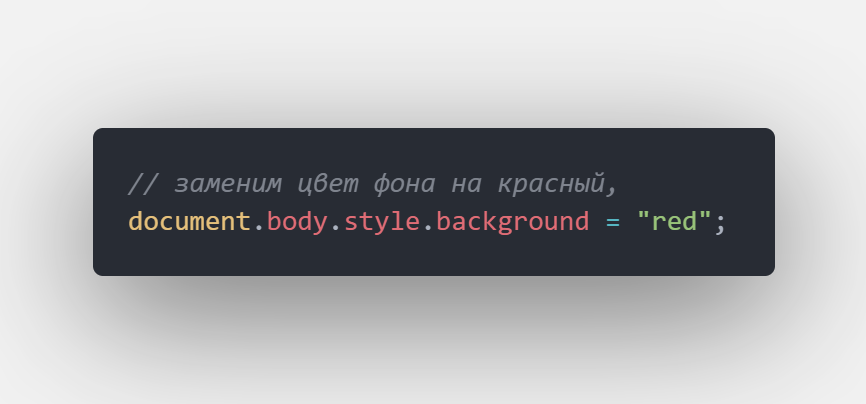 // заменим цвет фона на красный,
document.body.style.background = "red";